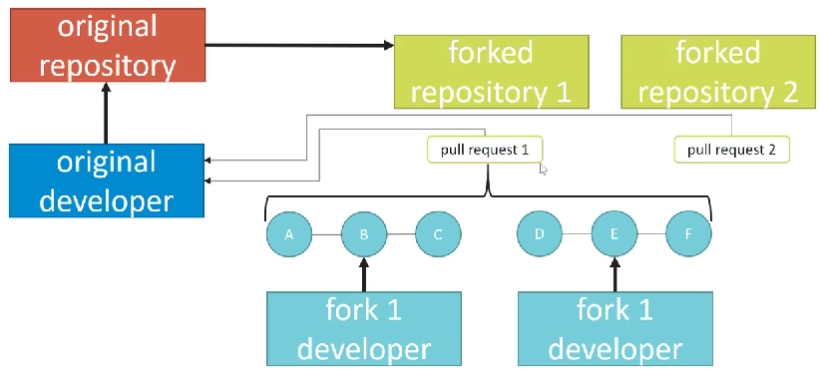 original
repository
forked
repository 1
forked
repository 2
original
developer
pull request 1
pull request 2
A
B
C
D
E
F
fork 1
developer
fork 1
developer